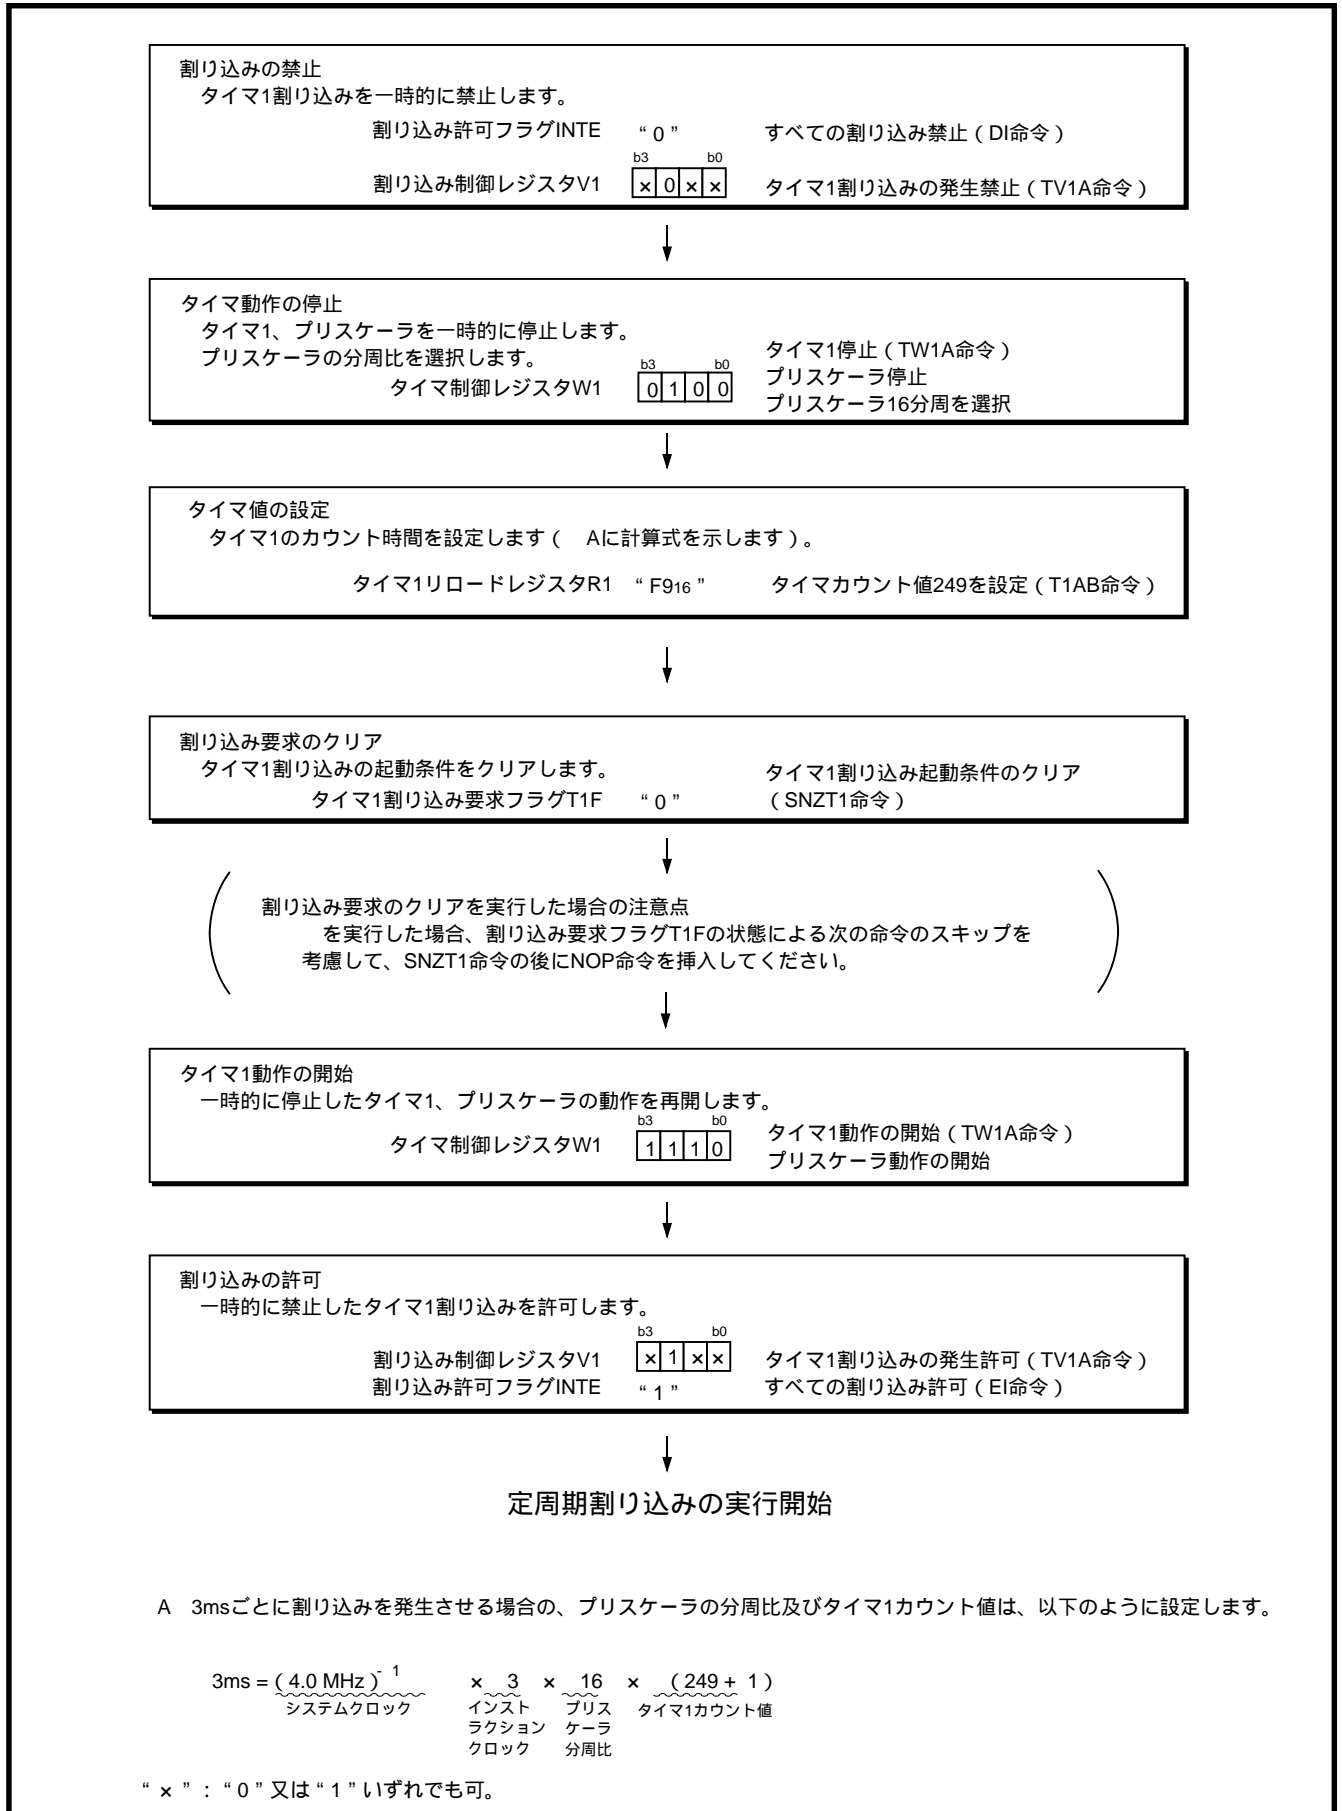 割り込みの禁止
タイマ1割り込みを一時的に禁止します。
割り込み許可フラグINTE “ 0 ” すべての割り込み禁止（DI命令）
b3 b0
割り込み制御レジスタV1 × 0 × × タイマ1割り込みの発生禁止（TV1A命令）
タイマ動作の停止
タイマ1、プリスケーラを一時的に停止します。
プリスケーラの分周比を選択します。
タイマ1停止（TW1A命令）
b3 b0
タイマ制御レジスタW1 0 1 0 0 プリスケーラ停止
プリスケーラ16分周を選択
タイマ値の設定
タイマ1のカウント時間を設定します（ Aに計算式を示します）。
タイマ1リロードレジスタR1 “ F916 ” タイマカウント値249を設定（T1AB命令）
割り込み要求のクリア
タイマ1割り込みの起動条件をクリアします。 タイマ1割り込み起動条件のクリア
タイマ1割り込み要求フラグT1F “ 0 ” （SNZT1命令）
割り込み要求のクリアを実行した場合の注意点
を実行した場合、割り込み要求フラグT1Fの状態による次の命令のスキップを
考慮して、SNZT1命令の後にNOP命令を挿入してください。
タイマ1動作の開始
一時的に停止したタイマ1、プリスケーラの動作を再開します。
b3 b0
タイマ制御レジスタW1 1 1 1 0 タイマ1動作の開始（TW1A命令）
プリスケーラ動作の開始
割り込みの許可
一時的に禁止したタイマ1割り込みを許可します。
b3 b0
割り込み制御レジスタV1 × 1 × × タイマ1割り込みの発生許可（TV1A命令）
割り込み許可フラグINTE “ 1 ” すべての割り込み許可（EI命令）
定周期割り込みの実行開始
A 3msごとに割り込みを発生させる場合の、プリスケーラの分周比及びタイマ1カウント値は、以下のように設定します。
3ms =（4.0 MHz）- 1 × 3 × 16 × （249 + 1）
システムクロック インスト プリス タイマ1カウント値
ラクション ケーラ
クロック 分周比
“ × ” : “ 0 ” 又は “ 1 ” いずれでも可。